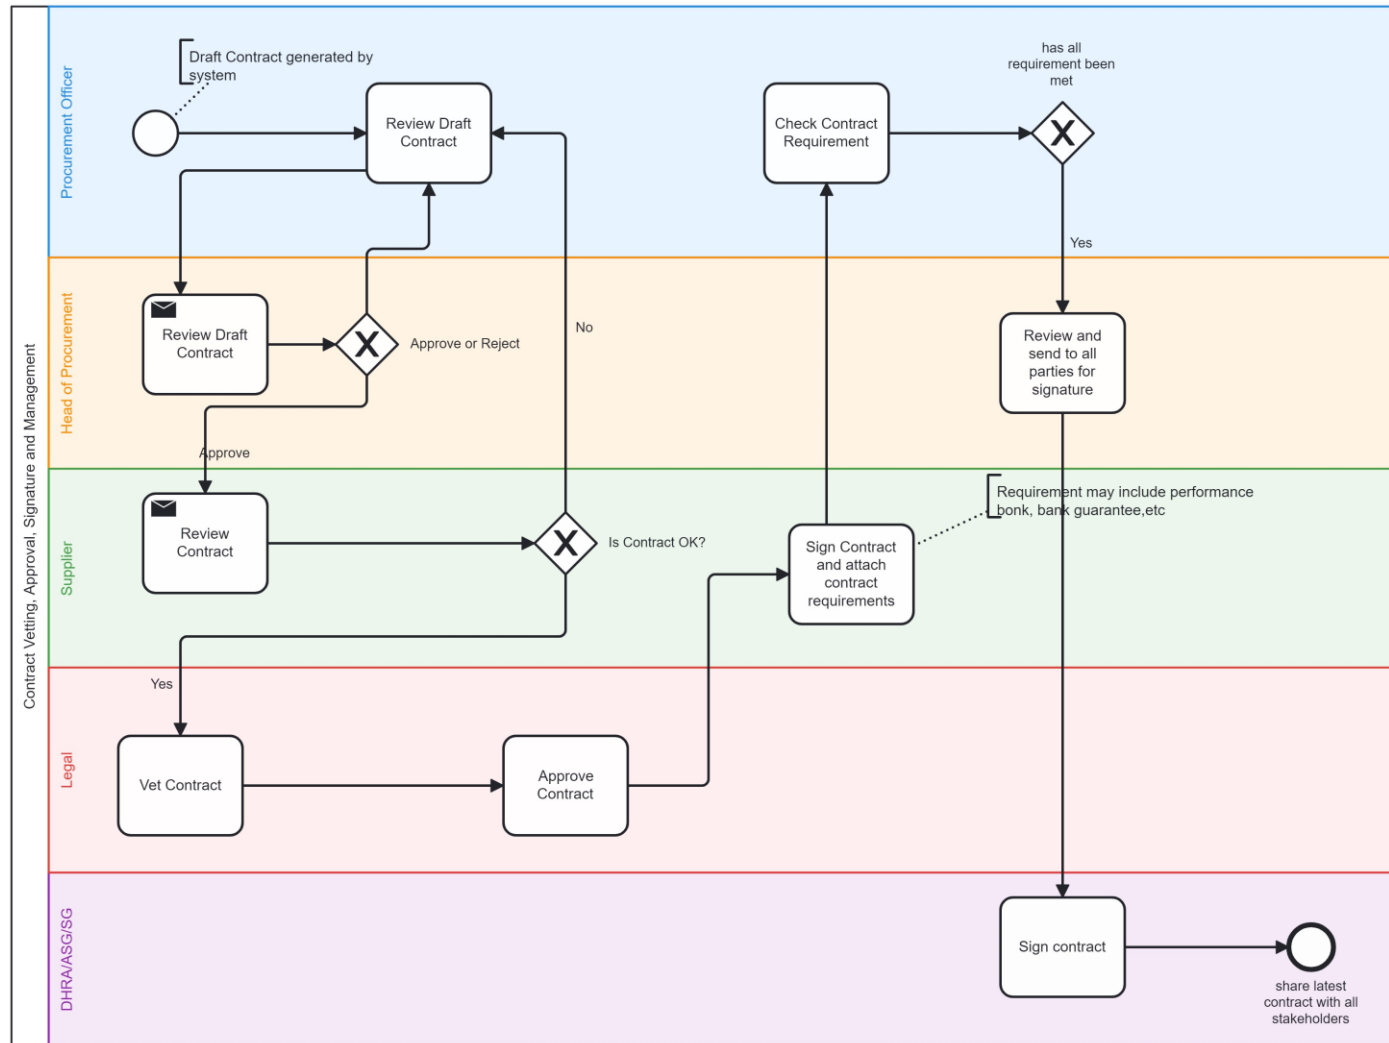 Contract Vetting, Approval, Signature and Management
Procurement Officer
Draft Contract generated by
system
Review Draft
Contract
Check Contract
Requirement
has all
requirement been
met
Yes
Head of Procurement
Review Draft
Contract
Approve or Reject
No
Review and
send to all
parties for
signature
Approve
Supplier
Review
Contract
Is Contract OK?
Sign Contract
and attach
contract
requirements
Requirement may include performance
bonk, bank guarantee,etc
Yes
Legal
Vet Contract
Approve
Contract
DHRA/ASG/SG
Sign contract
share latest
contract with all
stakeholders